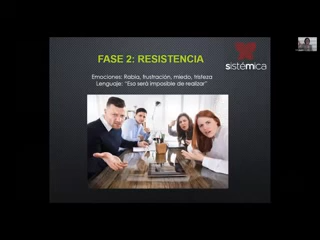 FASE 2: RESISTENCIA
sistémica
Emociones: Rabia, frustración, miedo, tristeza
Lenguaje: "Eso será imposible de realizar"